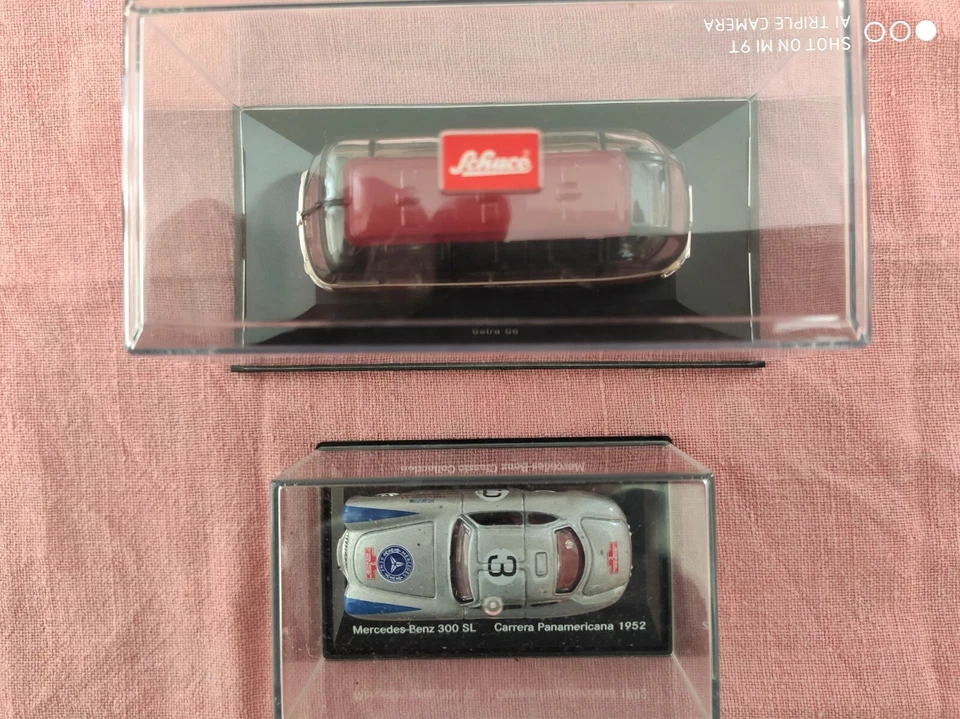 SHOT ON MI 9T
AI TRIPLE CAMERA
Schuco
Setra S6
Mercedes-Benz Classic Collection
3
Mercedes-Benz 300 SL Carrera Panamericana 1952